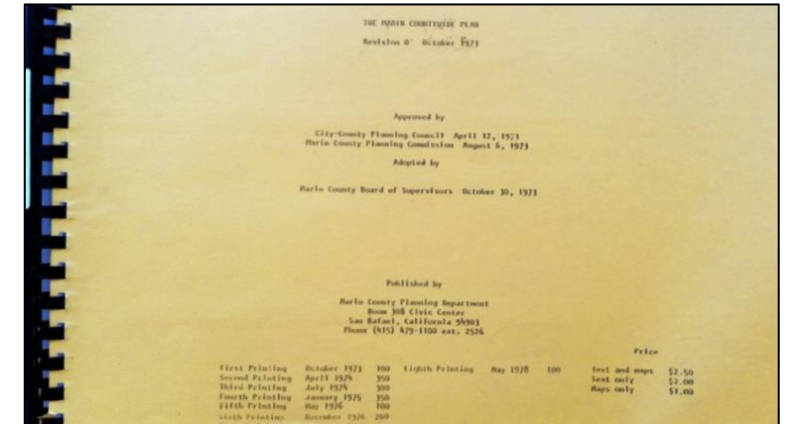 THE MARIN COUNTYWIDE PLAN
Revision 0 October 1973
Approved by
City-County Planning Council April 12, 1973
Marin County Planning Commission August 6, 1973
Adopted by
Marin County Board of Supervisors October 30, 1973
Published by
Marin County Planning Department
Room 308 Civic Center
San Rafael, California 94903
Phone (415) 479-1100 ext. 2526
Price
First Printing October 1973 100 Eighth Printing May 1978 100 Text and maps $2.50
Second Printing April 1974 350 Text only $2.00
Third Printing July 1974 300 Maps only $1.00
Fourth Printing January 1975 350
Fifth Printing May 1976 100
Sixth Printing December 1976 200